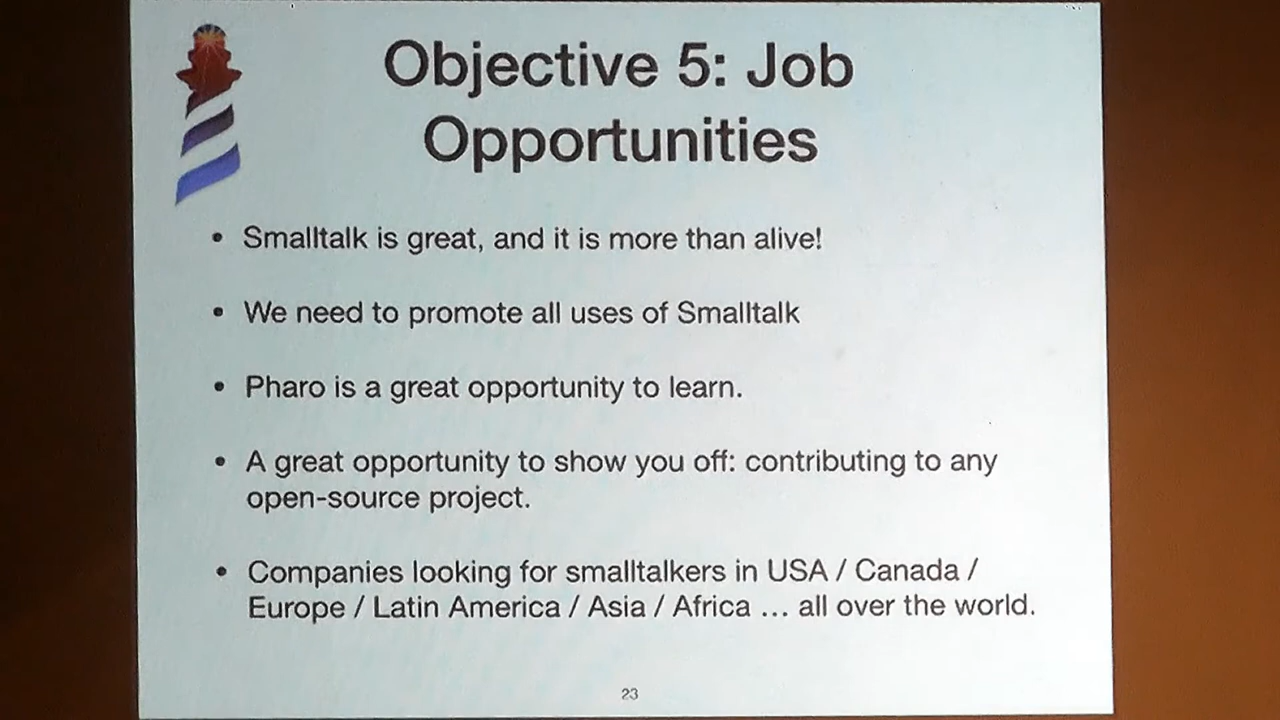 Objective 5: Job
Opportunities
• Smalltalk is great, and it is more than alive!
• We need to promote all uses of Smalltalk
• Pharo is a great opportunity to learn.
• A great opportunity to show you off: contributing to any
open-source project.
• Companies looking for smalltalkers in USA / Canada /
Europe / Latin America / Asia / Africa … all over the world.
23